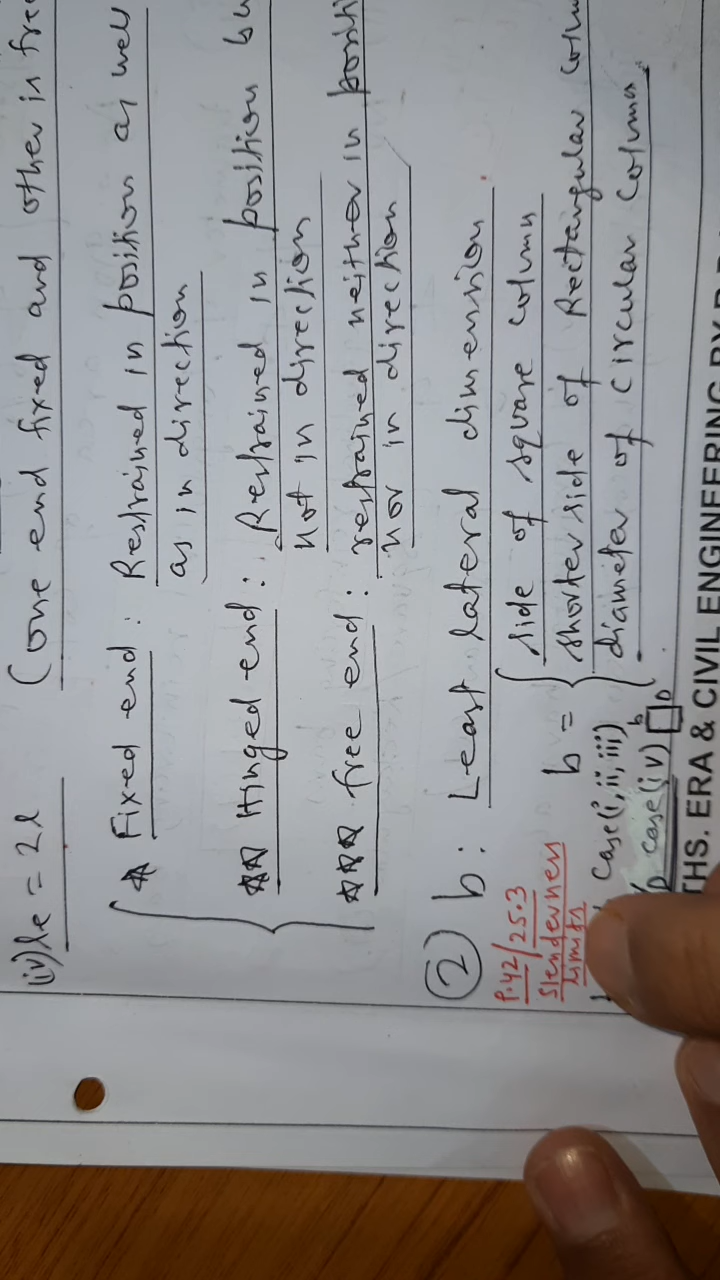 (iv) le = 2l (one end fixed and other is free
☆ Fixed end : Restrained in position as well
as in direction
☆☆ Hinged end : Restrained in position bu
not in direction
☆☆☆ free end : restrained neither in positi
nor in direction
② b : Least lateral dimension
P.42/25.3
Slenderness
limits
b = { side of square column
shorter side of Rectangular colum
diameter of circular column
case (i, ii, iii)
case (iv) b D
THS. ERA & CIVIL ENGINEERING BY